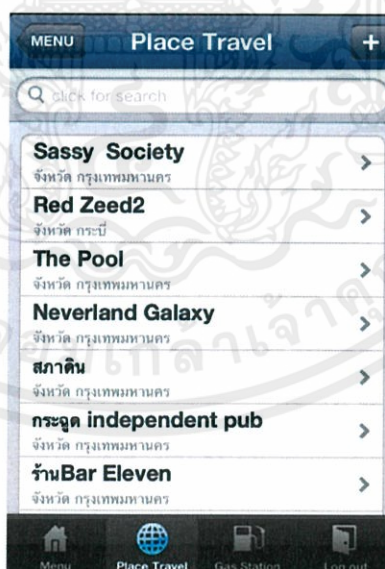 MENU
Place Travel
+
click for search
Sassy Society
จังหวัด กรุงเทพมหานคร
Red Zeed2
จังหวัด กระบี่
The Pool
จังหวัด กรุงเทพมหานคร
Neverland Galaxy
จังหวัด กรุงเทพมหานคร
สภาดิน
จังหวัด กรุงเทพมหานคร
กระฉูด independent pub
จังหวัด กรุงเทพมหานคร
ร้านBar Eleven
จังหวัด กรุงเทพมหานคร
Menu
Place Travel
Gas Station
Log out